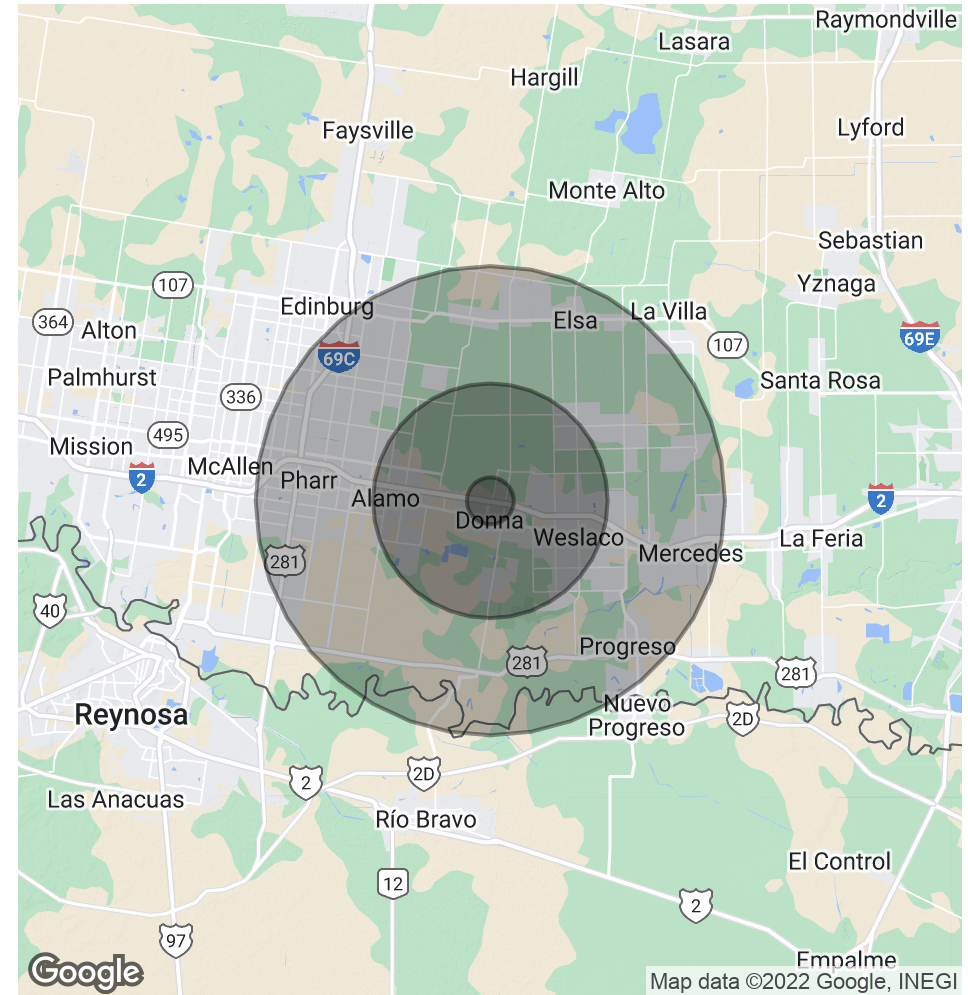 Raymondville
Lasara
Hargill
Faysville
Lyford
Monte Alto
Sebastian
107
Yznaga
Edinburg
La Villa
364
Alton
Elsa
69E
107
69C
Palmhurst
Santa Rosa
336
495
Mission
McAllen
2
Pharr
Alamo
2
Donna
Weslaco
La Feria
Mercedes
281
40
Progreso
281
281
Nuevo
Progreso
Reynosa
2D
2D
2
Las Anacuas
Río Bravo
El Control
12
2
97
Empalme
Google
Map data ©2022 Google, INEGI